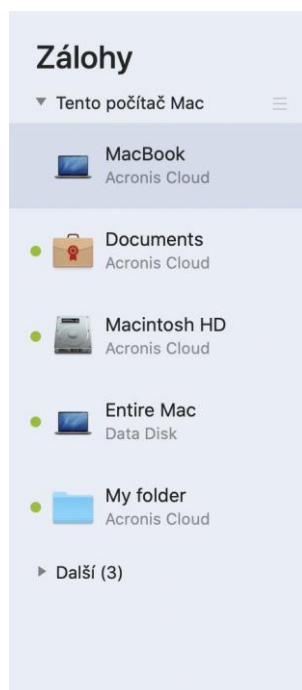 Zálohy
Tento počítač Mac
MacBook
Acronis Cloud
Documents
Acronis Cloud
Macintosh HD
Acronis Cloud
Entire Mac
Data Disk
My folder
Acronis Cloud
Další (3)